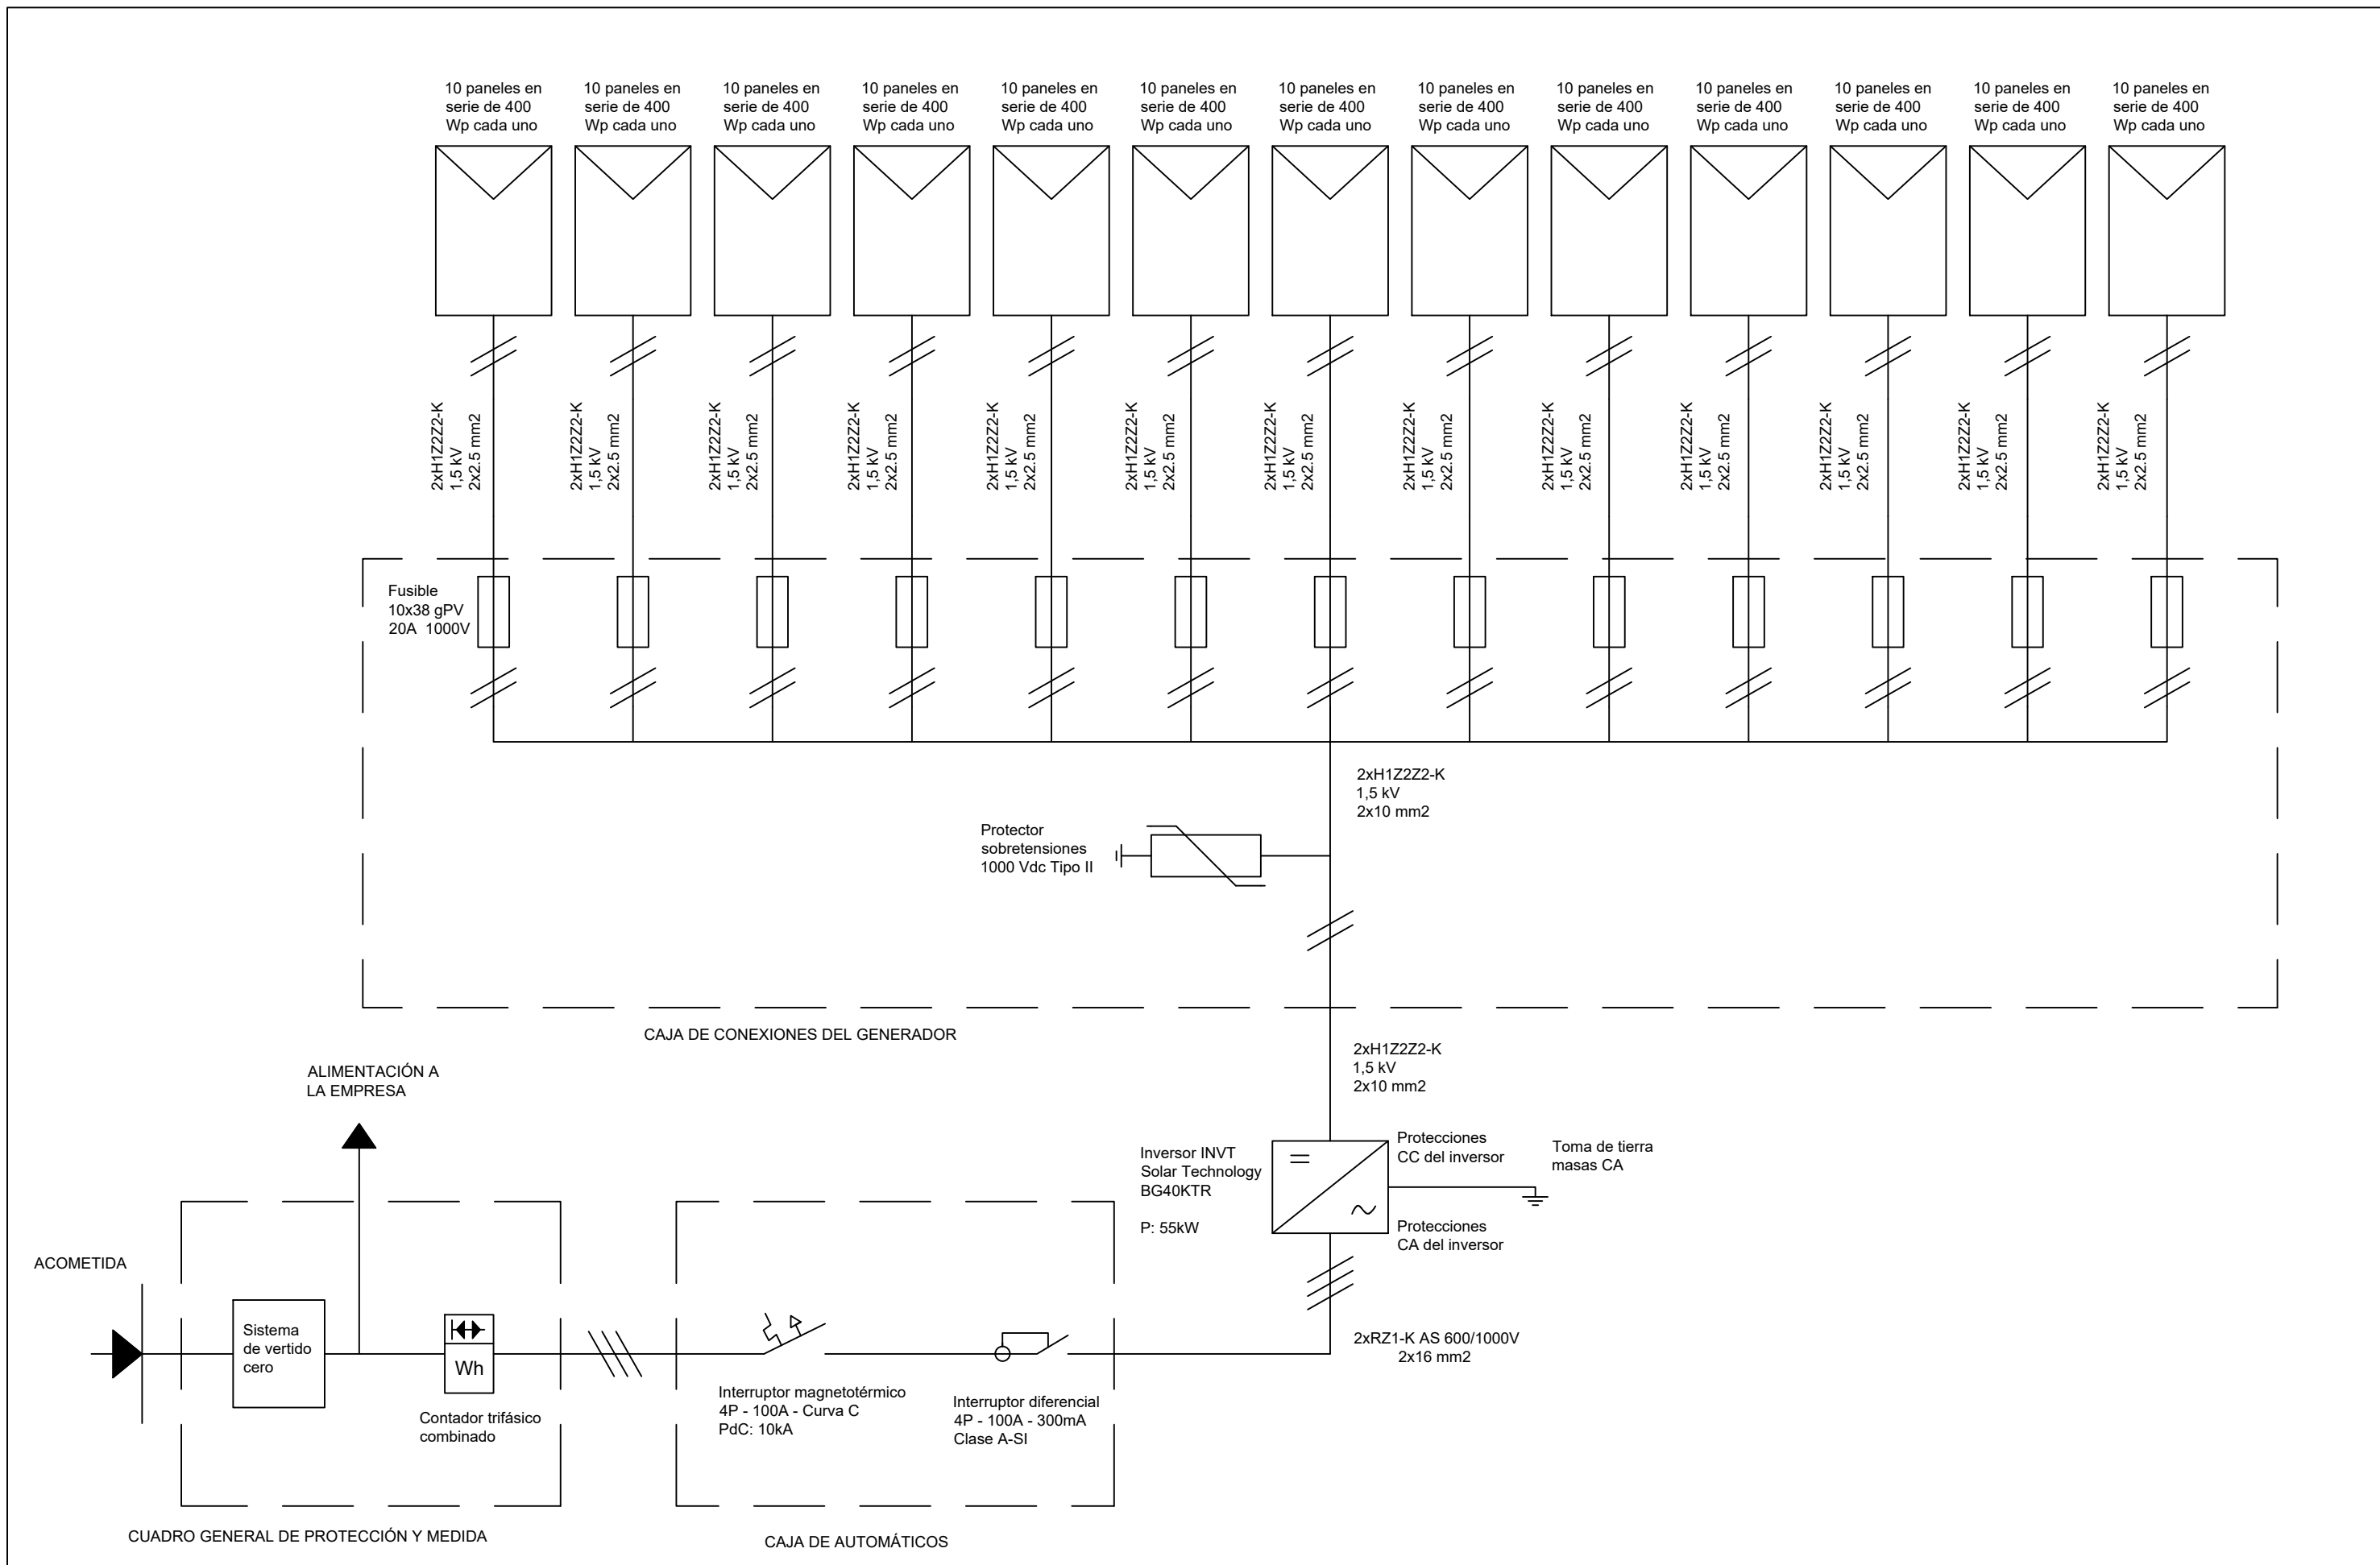 10 paneles en
serie de 400
Wp cada uno
10 paneles en
serie de 400
Wp cada uno
10 paneles en
serie de 400
Wp cada uno
10 paneles en
serie de 400
Wp cada uno
10 paneles en
serie de 400
Wp cada uno
10 paneles en
serie de 400
Wp cada uno
10 paneles en
serie de 400
Wp cada uno
10 paneles en
serie de 400
Wp cada uno
10 paneles en
serie de 400
Wp cada uno
10 paneles en
serie de 400
Wp cada uno
10 paneles en
serie de 400
Wp cada uno
10 paneles en
serie de 400
Wp cada uno
10 paneles en
serie de 400
Wp cada uno
2xH1Z2Z2-K
1,5 kV
2x2.5 mm2
2xH1Z2Z2-K
1,5 kV
2x2.5 mm2
2xH1Z2Z2-K
1,5 kV
2x2.5 mm2
2xH1Z2Z2-K
1,5 kV
2x2.5 mm2
2xH1Z2Z2-K
1,5 kV
2x2.5 mm2
2xH1Z2Z2-K
1,5 kV
2x2.5 mm2
2xH1Z2Z2-K
1,5 kV
2x2.5 mm2
2xH1Z2Z2-K
1,5 kV
2x2.5 mm2
2xH1Z2Z2-K
1,5 kV
2x2.5 mm2
2xH1Z2Z2-K
1,5 kV
2x2.5 mm2
2xH1Z2Z2-K
1,5 kV
2x2.5 mm2
2xH1Z2Z2-K
1,5 kV
2x2.5 mm2
2xH1Z2Z2-K
1,5 kV
2x2.5 mm2
Fusible
10x38 gPV
20A 1000V
2xH1Z2Z2-K
1,5 kV
2x10 mm2
Protector
sobretensiones
1000 Vdc Tipo II
CAJA DE CONEXIONES DEL GENERADOR
2xH1Z2Z2-K
1,5 kV
2x10 mm2
ALIMENTACIÓN A
LA EMPRESA
Inversor INVT
Solar Technology
BG40KTR
P: 55kW
Protecciones
CC del inversor
Toma de tierra
masas CA
Protecciones
CA del inversor
ACOMETIDA
Sistema
de vertido
cero
Wh
Contador trifásico
combinado
Interruptor magnetotérmico
4P - 100A - Curva C
PdC: 10kA
Interruptor diferencial
4P - 100A - 300mA
Clase A-SI
2xRZ1-K AS 600/1000V
2x16 mm2
CUADRO GENERAL DE PROTECCIÓN Y MEDIDA
CAJA DE AUTOMÁTICOS